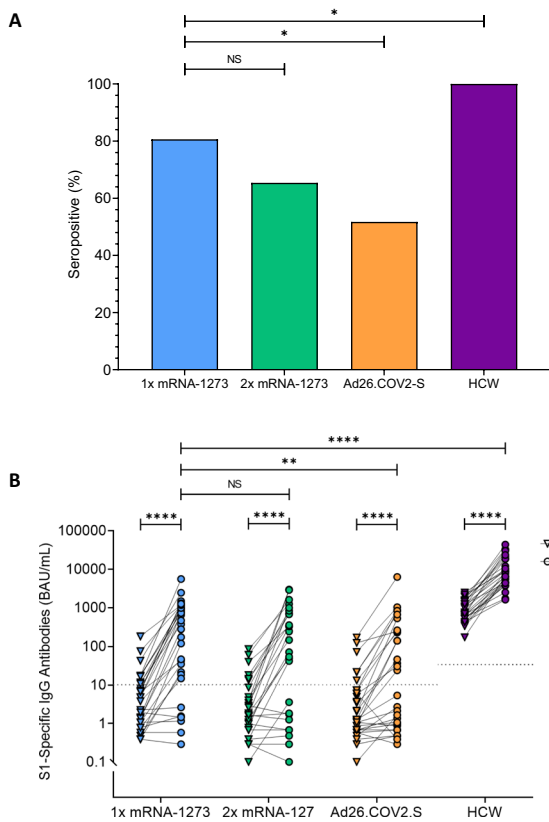 A
*
*
NS
100
80
60
40
20
0
Seropositive (%)
1x mRNA-1273 2x mRNA-1273 Ad26.COV2-S HCW
B
****
**
NS
**** **** **** ****
100000
10000
1000
100
10
1
0.1
S1-Specific IgG Antibodies (BAU/mL)
1x mRNA-1273 2x mRNA-127 Ad26.COV2.S HCW